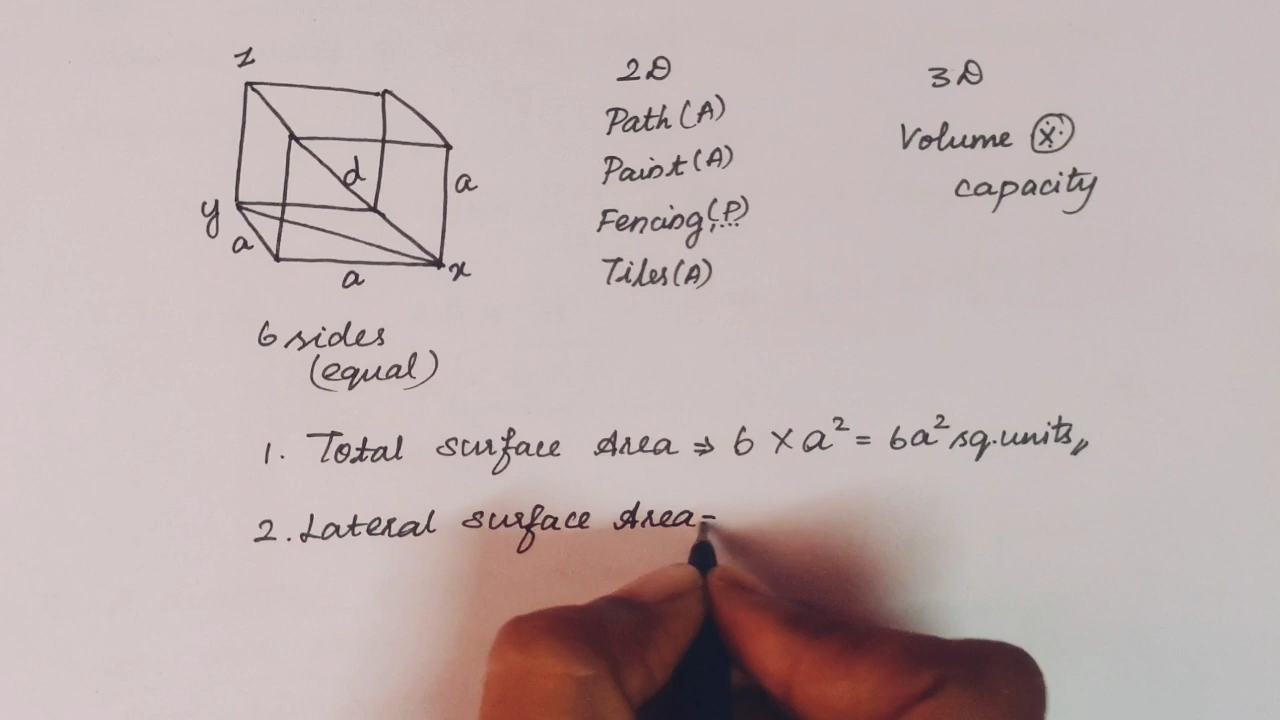 z
d
a
y
a
a
x
6 sides
(equal)
2D
Path (A)
Paint (A)
Fencing (P)
Tiles (A)
3D
Volume (x)
capacity
1. Total surface Area ⇒ 6 × a² = 6a² sq.units,,
2. Lateral surface Area =